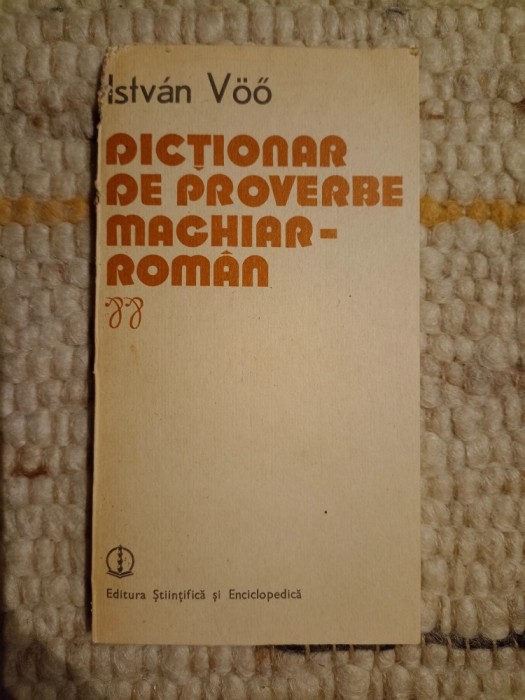 István Vöő
DICȚIONAR
DE PROVERBE
MAGHIAR-
ROMÂN
Editura Științifică și Enciclopedică